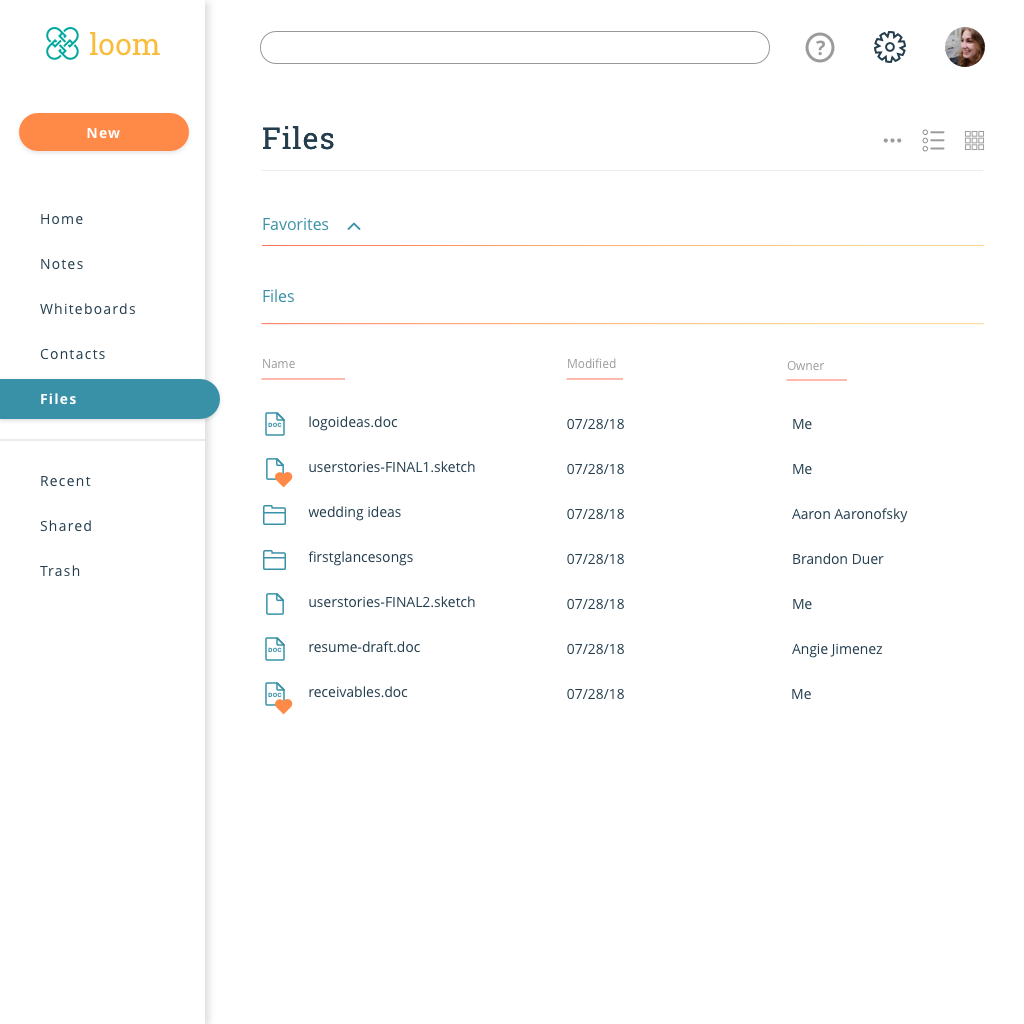 loom
?
New
Files
Home
Notes
Whiteboards
Contacts
Files
Recent
Shared
Trash
Favorites
Files
Name Modified Owner
DOC logoideas.doc 07/28/18 Me
userstories-FINAL1.sketch 07/28/18 Me
wedding ideas 07/28/18 Aaron Aaronofsky
firstglancesongs 07/28/18 Brandon Duer
userstories-FINAL2.sketch 07/28/18 Me
DOC resume-draft.doc 07/28/18 Angie Jimenez
DOC receivables.doc 07/28/18 Me